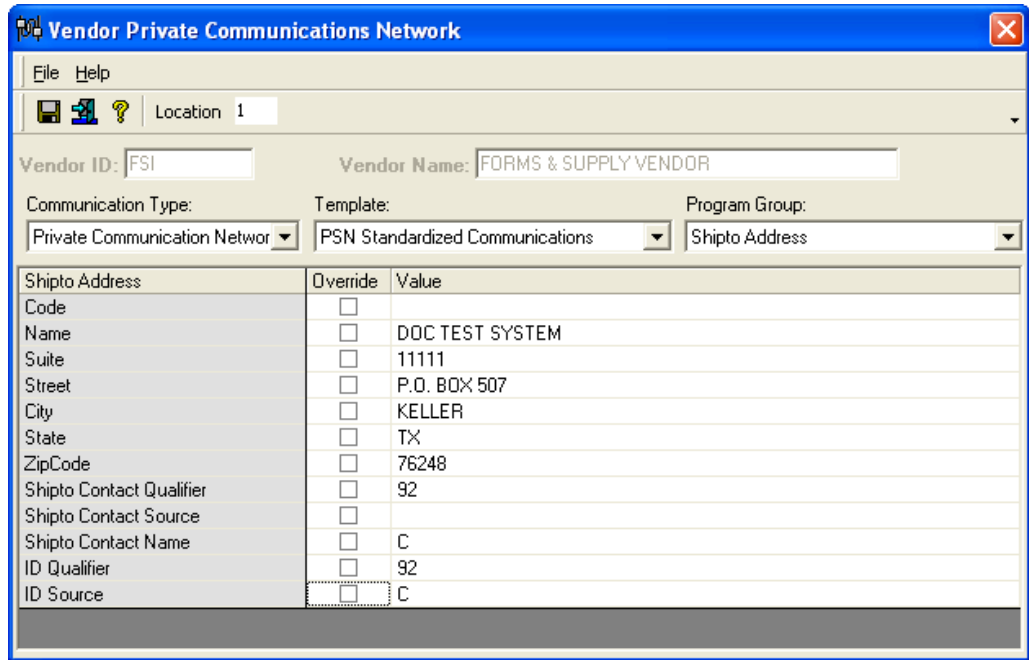 Vendor Private Communications Network
File Help
Location 1
Vendor ID: FSI Vendor Name: FORMS & SUPPLY VENDOR
Communication Type: Template: Program Group:
Private Communication Networ PSN Standardized Communications Shipto Address
Shipto Address Override Value
Code
Name DOC TEST SYSTEM
Suite 11111
Street P.O. BOX 507
City KELLER
State TX
ZipCode 76248
Shipto Contact Qualifier 92
Shipto Contact Source
Shipto Contact Name C
ID Qualifier 92
ID Source C